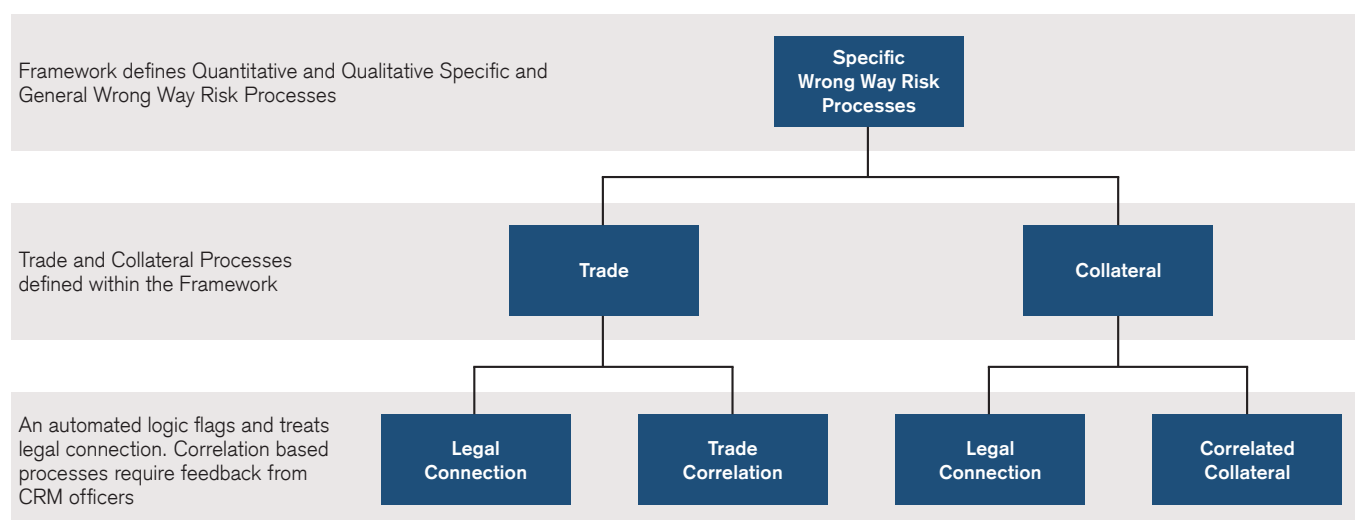 Framework defines Quantitative and Qualitative Specific and
General Wrong Way Risk Processes
Specific
Wrong Way Risk
Processes
Trade and Collateral Processes
defined within the Framework
Trade
Collateral
An automated logic flags and treats
legal connection. Correlation based
processes require feedback from
CRM officers
Legal
Connection
Trade
Correlation
Legal
Connection
Correlated
Collateral